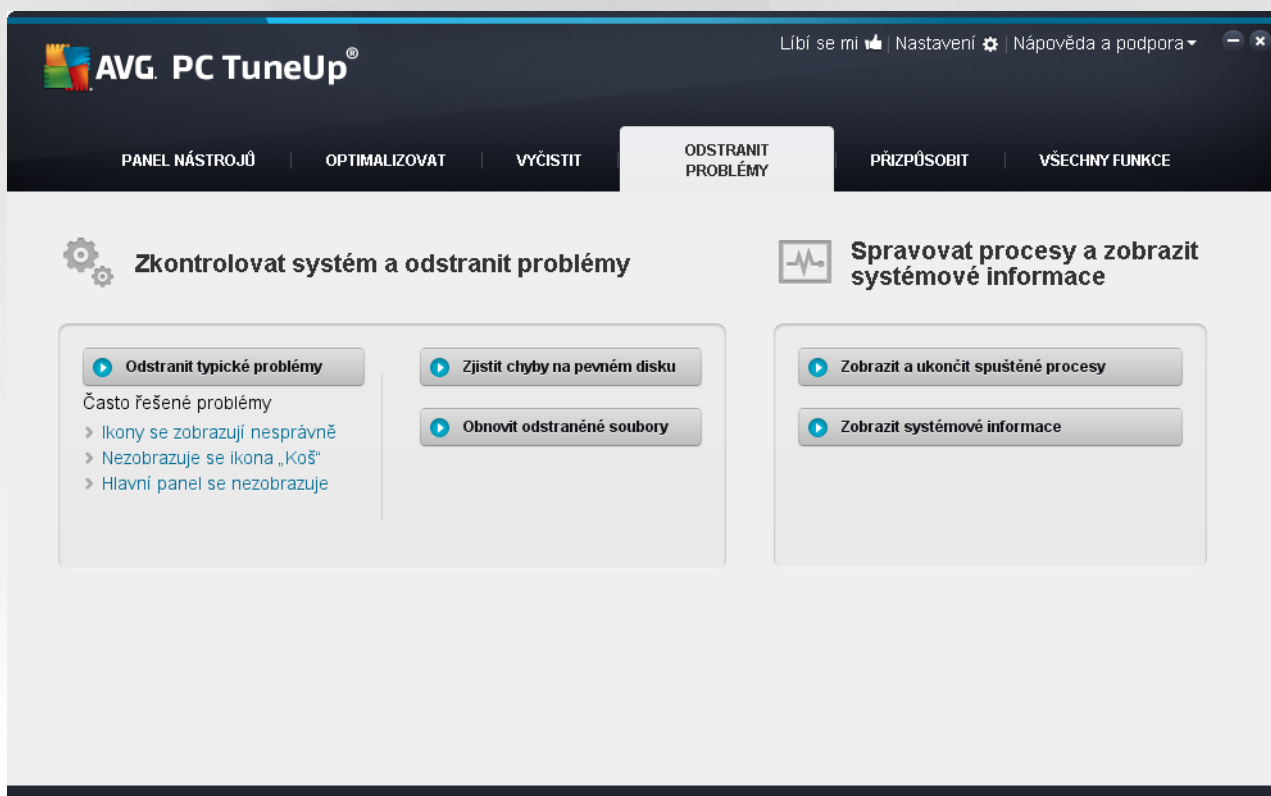 Líbí se mi | Nastavení | Nápověda a podpora
AVG. PC TuneUp®
PANEL NÁSTROJŮ
OPTIMALIZOVAT
VYČISTIT
ODSTRANIT
PROBLÉMY
PŘIZPŮSOBIT
VŠECHNY FUNKCE
Zkontrolovat systém a odstranit problémy
Odstranit typické problémy
Často řešené problémy
Ikony se zobrazují nesprávně
Nezobrazuje se ikona „Koš“
Hlavní panel se nezobrazuje
Zjistit chyby na pevném disku
Obnovit odstraněné soubory
Spravovat procesy a zobrazit
systémové informace
Zobrazit a ukončit spuštěné procesy
Zobrazit systémové informace